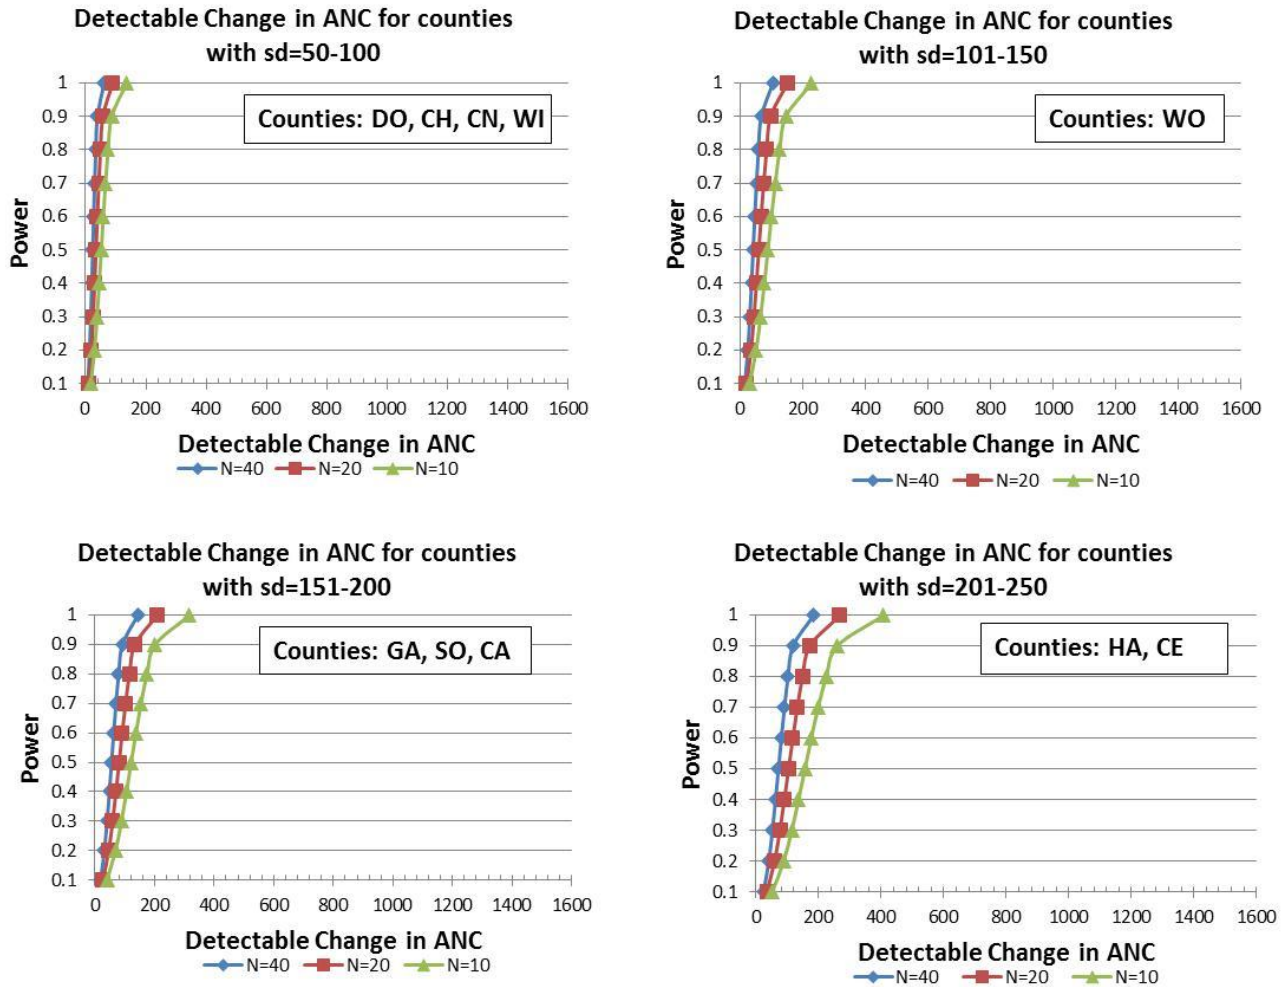 Detectable Change in ANC for counties
with sd=50-100
Counties: DO, CH, CN, WI
Power
1
0.9
0.8
0.7
0.6
0.5
0.4
0.3
0.2
0.1
0 200 400 600 800 1000 1200 1400 1600
Detectable Change in ANC
N=40 N=20 N=10
Detectable Change in ANC for counties
with sd=101-150
Counties: WO
Power
1
0.9
0.8
0.7
0.6
0.5
0.4
0.3
0.2
0.1
0 200 400 600 800 1000 1200 1400 1600
Detectable Change in ANC
N=40 N=20 N=10
Detectable Change in ANC for counties
with sd=151-200
Counties: GA, SO, CA
Power
1
0.9
0.8
0.7
0.6
0.5
0.4
0.3
0.2
0.1
0 200 400 600 800 1000 1200 1400 1600
Detectable Change in ANC
N=40 N=20 N=10
Detectable Change in ANC for counties
with sd=201-250
Counties: HA, CE
Power
1
0.9
0.8
0.7
0.6
0.5
0.4
0.3
0.2
0.1
0 200 400 600 800 1000 1200 1400 1600
Detectable Change in ANC
N=40 N=20 N=10